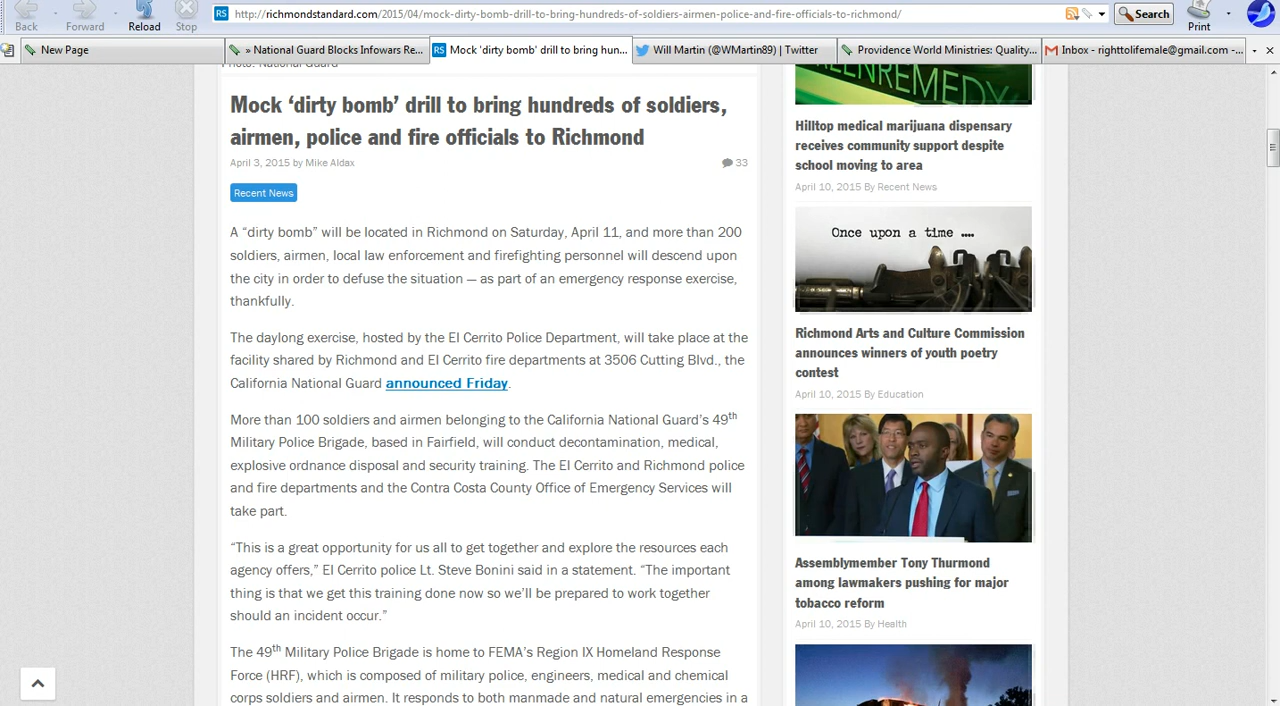 Back
Forward
Reload
Stop
http://richmondstandard.com/2015/04/mock-dirty-bomb-drill-to-bring-hundreds-of-soldiers-airmen-police-and-fire-officials-to-richmond/
Search
Print
New Page
» National Guard Blocks Infowars Re...
RS
Mock 'dirty bomb' drill to bring hun...
Will Martin (@WMartin89) | Twitter
Providence World Ministries: Quality...
Inbox - righttolifemale@gmail.com -...
Photo: National Guard
Mock ‘dirty bomb’ drill to bring hundreds of soldiers,
airmen, police and fire officials to Richmond
April 3, 2015 by Mike Aldax
33
Recent News
A “dirty bomb” will be located in Richmond on Saturday, April 11, and more than 200
soldiers, airmen, local law enforcement and firefighting personnel will descend upon
the city in order to defuse the situation — as part of an emergency response exercise,
thankfully.
The daylong exercise, hosted by the El Cerrito Police Department, will take place at the
facility shared by Richmond and El Cerrito fire departments at 3506 Cutting Blvd., the
California National Guard announced Friday.
More than 100 soldiers and airmen belonging to the California National Guard’s 49th
Military Police Brigade, based in Fairfield, will conduct decontamination, medical,
explosive ordnance disposal and security training. The El Cerrito and Richmond police
and fire departments and the Contra Costa County Office of Emergency Services will
take part.
“This is a great opportunity for us all to get together and explore the resources each
agency offers,” El Cerrito police Lt. Steve Bonini said in a statement. “The important
thing is that we get this training done now so we’ll be prepared to work together
should an incident occur.”
The 49th Military Police Brigade is home to FEMA’s Region IX Homeland Response
Force (HRF), which is composed of military police, engineers, medical and chemical
corps soldiers and airmen. It responds to both manmade and natural emergencies in a
GREENREMEDY
Hilltop medical marijuana dispensary
receives community support despite
school moving to area
April 10, 2015 By Recent News
Once upon a time ....
Richmond Arts and Culture Commission
announces winners of youth poetry
contest
April 10, 2015 By Education
Assemblymember Tony Thurmond
among lawmakers pushing for major
tobacco reform
April 10, 2015 By Health